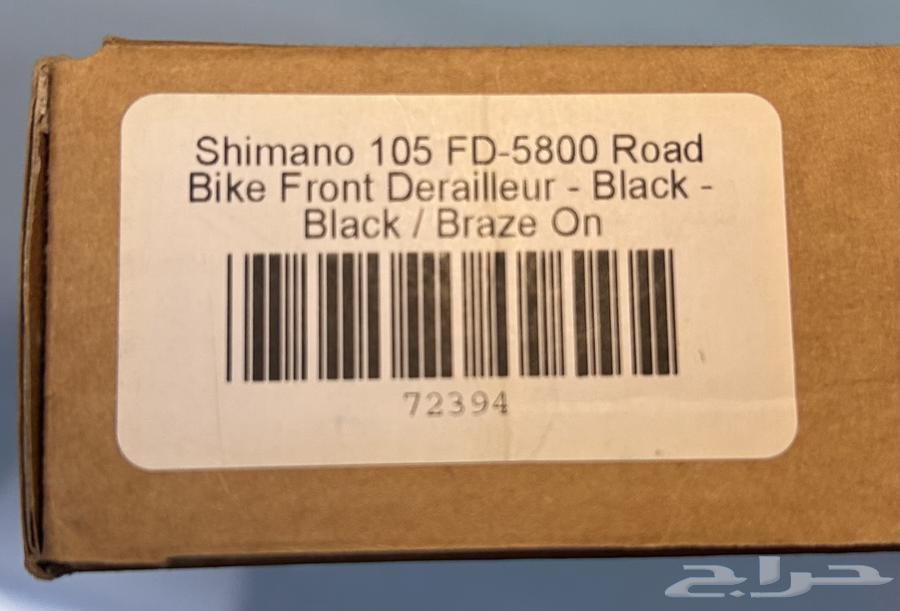 Shimano 105 FD-5800 Road
Bike Front Derailleur - Black -
Black / Braze On
72394
حراج